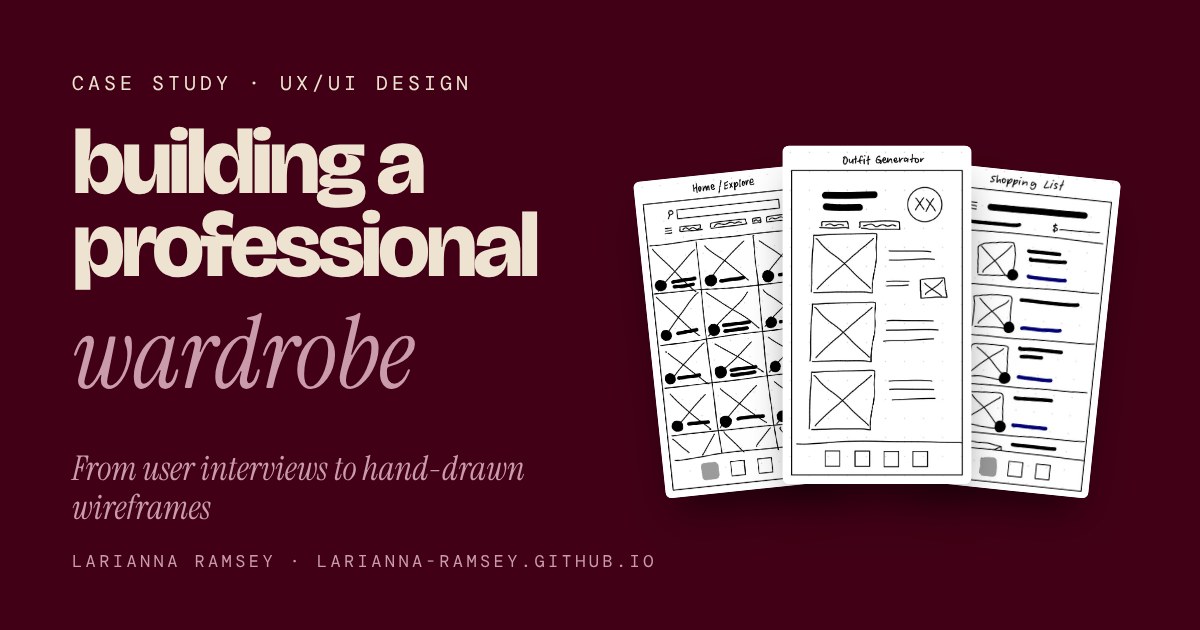 CASE STUDY · UX/UI DESIGN
building a
professional
wardrobe
From user interviews to hand-drawn
wireframes
LARIANNA RAMSEY · LARIANNA-RAMSEY.GITHUB.IO
Home/Explore
Outfit Generator
XX
Shopping List
$